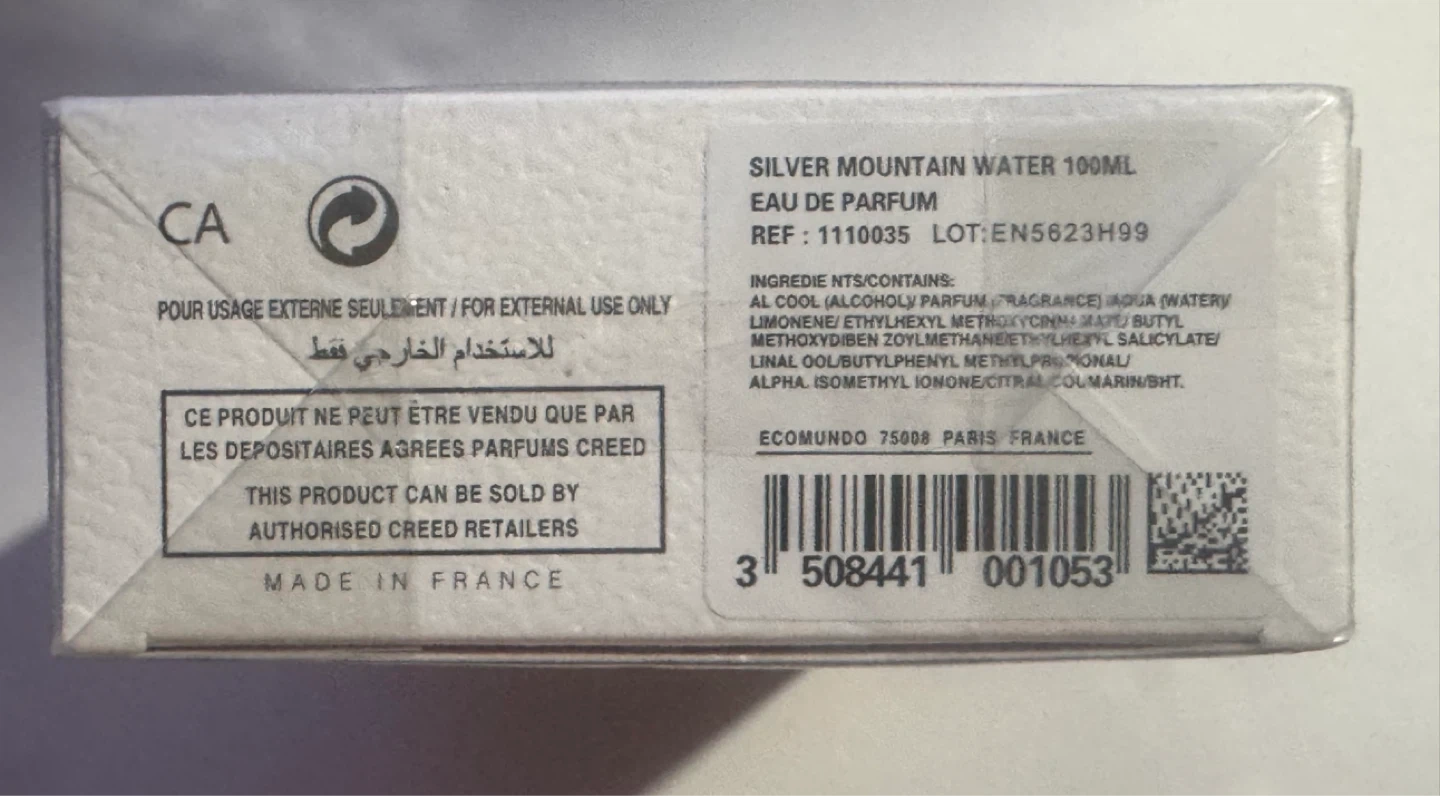 CA
POUR USAGE EXTERNE SEULEMENT / FOR EXTERNAL USE ONLY
للاستخدام الخارجي فقط
CE PRODUIT NE PEUT ÊTRE VENDU QUE PAR
LES DEPOSITAIRES AGREES PARFUMS CREED
THIS PRODUCT CAN BE SOLD BY
AUTHORISED CREED RETAILERS
MADE IN FRANCE
SILVER MOUNTAIN WATER 100ML
EAU DE PARFUM
REF : 1110035 LOT:EN5623H99
INGREDIE NTS/CONTAINS:
AL COOL (ALCOHOL)/ PARFUM (FRAGRANCE) /AQUA (WATER)/
LIMONENE/ ETHYLHEXYL METHOXYCINNAMATE/ BUTYL
METHOXYDIBEN ZOYLMETHANE/ETHYLHEXYL SALICYLATE/
LINAL OOL/BUTYLPHENYL METHYLPROPIONAL/
ALPHA. ISOMETHYL IONONE/CITRAL COUMARIN/BHT.
ECOMUNDO 75008 PARIS FRANCE
3 508441 001053